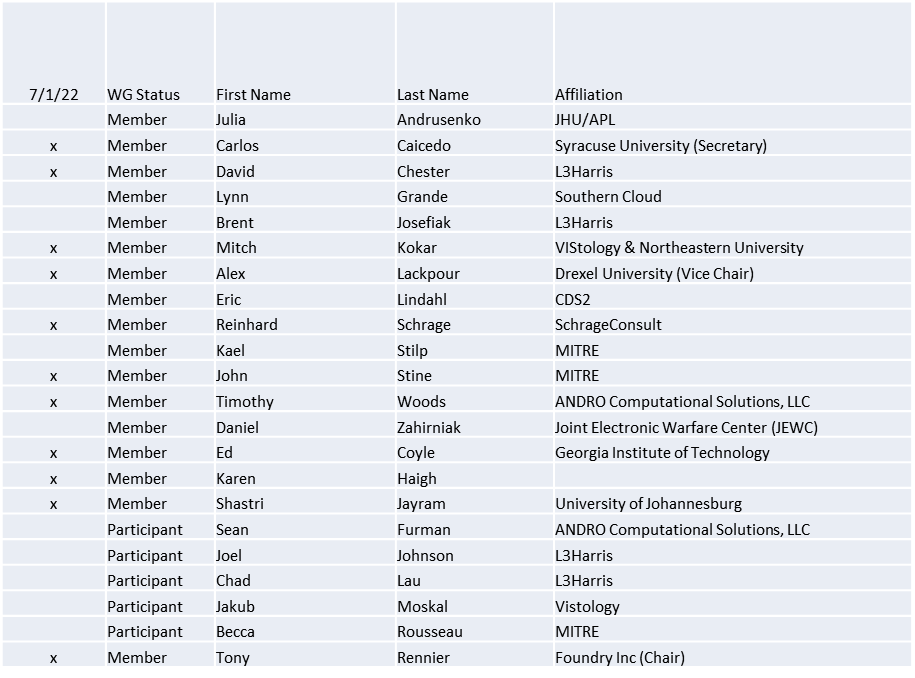 7/1/22 WG Status First Name Last Name Affiliation
Member Julia Andrusenko JHU/APL
x Member Carlos Caicedo Syracuse University (Secretary)
x Member David Chester L3Harris
Member Lynn Grande Southern Cloud
Member Brent Josefiak L3Harris
x Member Mitch Kokar VIStology & Northeastern University
x Member Alex Lackpour Drexel University (Vice Chair)
Member Eric Lindahl CDS2
x Member Reinhard Schrage SchrageConsult
Member Kael Stilp MITRE
x Member John Stine MITRE
x Member Timothy Woods ANDRO Computational Solutions, LLC
Member Daniel Zahirniak Joint Electronic Warfare Center (JEWC)
x Member Ed Coyle Georgia Institute of Technology
x Member Karen Haigh
x Member Shastri Jayram University of Johannesburg
Participant Sean Furman ANDRO Computational Solutions, LLC
Participant Joel Johnson L3Harris
Participant Chad Lau L3Harris
Participant Jakub Moskal Vistology
Participant Becca Rousseau MITRE
x Member Tony Rennier Foundry Inc (Chair)